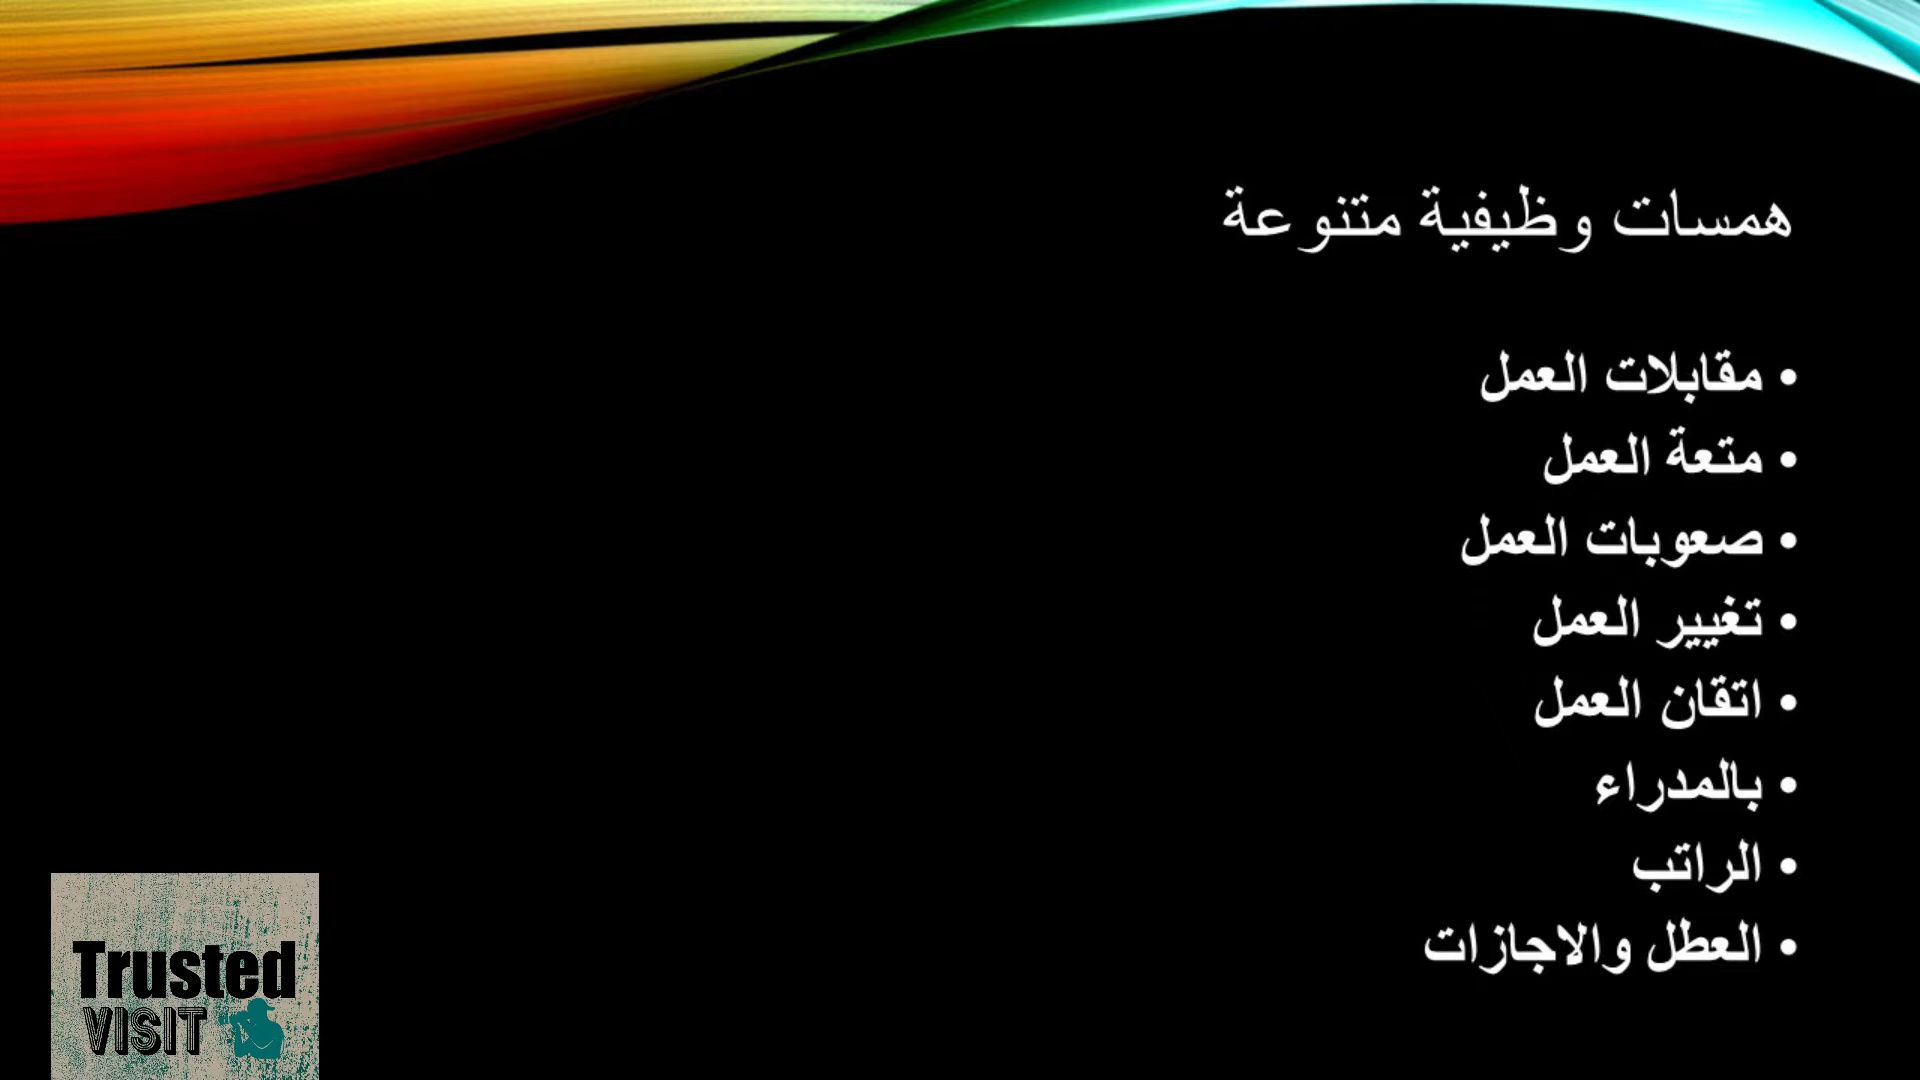 همسات وظيفية متنوعة
• مقابلات العمل
• متعة العمل
• صعوبات العمل
• تغيير العمل
• اتقان العمل
• بالمدراء
• الراتب
• العطل والاجازات
Trusted
VISIT